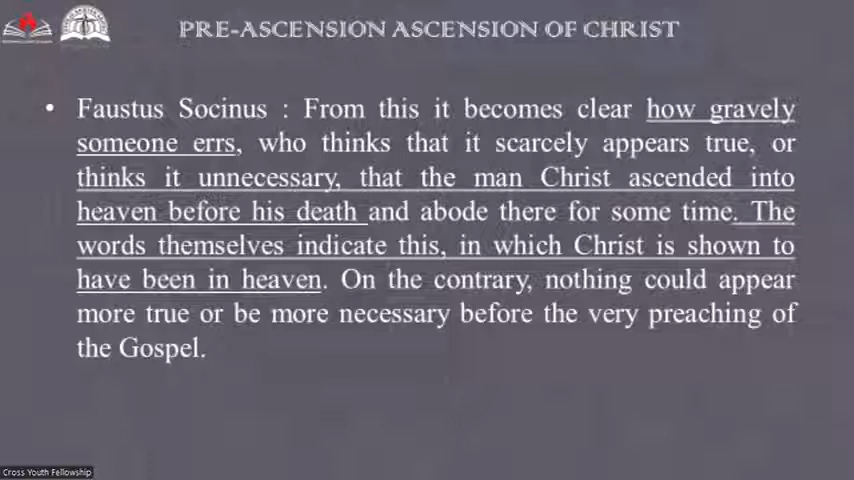 PRE-ASCENSION ASCENSION OF CHRIST
• Faustus Socinus : From this it becomes clear how gravely
someone errs, who thinks that it scarcely appears true, or
thinks it unnecessary, that the man Christ ascended into
heaven before his death and abode there for some time. The
words themselves indicate this, in which Christ is shown to
have been in heaven. On the contrary, nothing could appear
more true or be more necessary before the very preaching of
the Gospel.
Cross Youth Fellowship